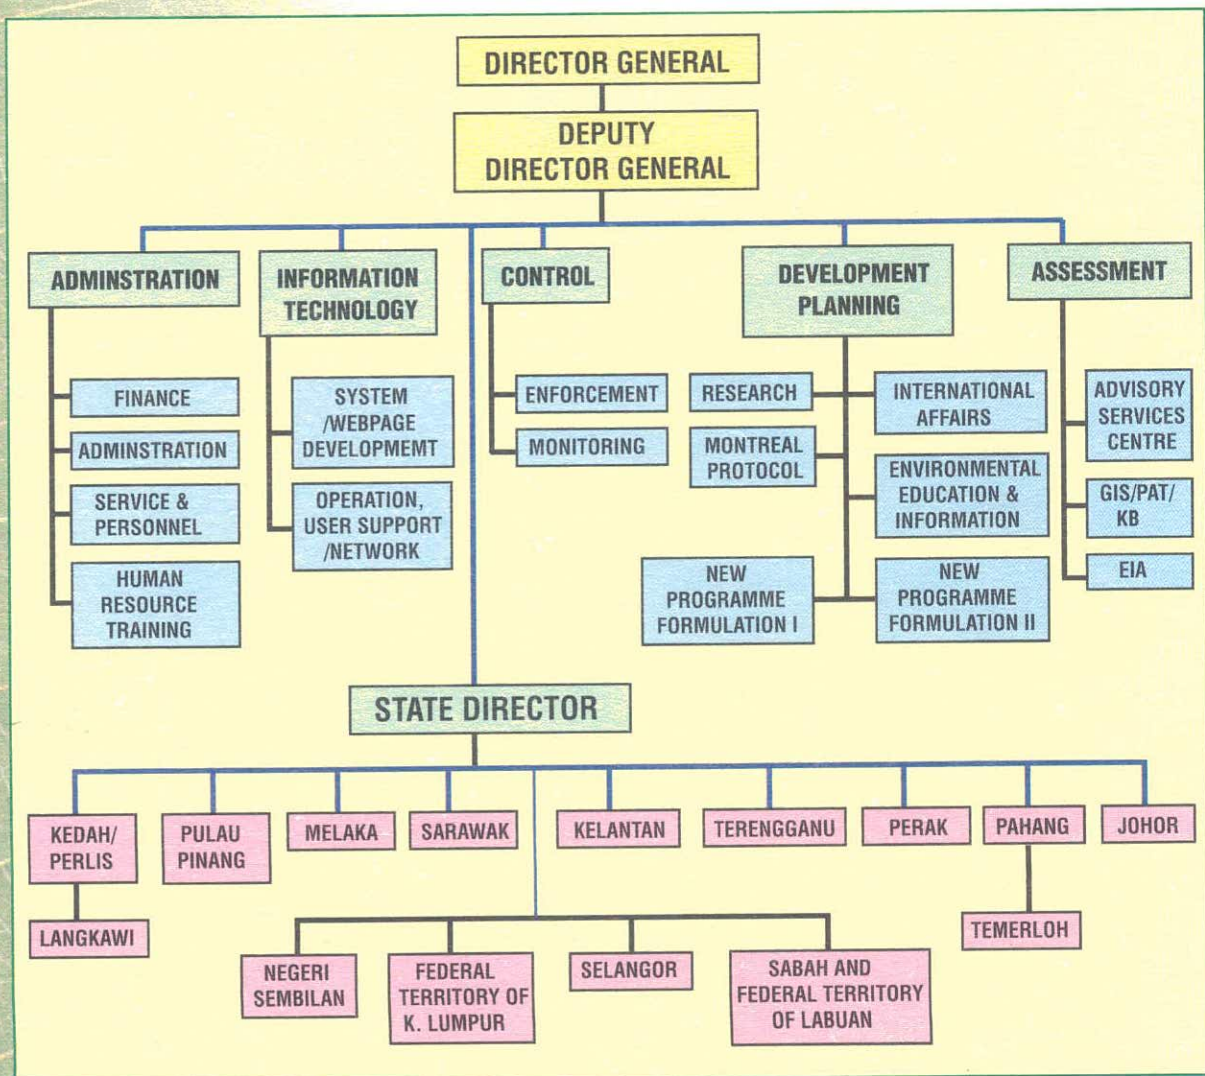 DIRECTOR GENERAL
DEPUTY
DIRECTOR GENERAL
ADMINSTRATION
FINANCE
ADMINSTRATION
SERVICE &
PERSONNEL
HUMAN
RESOURCE
TRAINING
INFORMATION
TECHNOLOGY
SYSTEM
/WEBPAGE
DEVELOPMEMT
OPERATION,
USER SUPPORT
/NETWORK
CONTROL
ENFORCEMENT
MONITORING
DEVELOPMENT
PLANNING
RESEARCH
INTERNATIONAL
AFFAIRS
MONTREAL
PROTOCOL
ENVIRONMENTAL
EDUCATION &
INFORMATION
NEW
PROGRAMME
FORMULATION I
NEW
PROGRAMME
FORMULATION II
ASSESSMENT
ADVISORY
SERVICES
CENTRE
GIS/PAT/
KB
EIA
STATE DIRECTOR
KEDAH/
PERLIS
PULAU
PINANG
MELAKA
SARAWAK
KELANTAN
TERENGGANU
PERAK
PAHANG
JOHOR
LANGKAWI
TEMERLOH
NEGERI
SEMBILAN
FEDERAL
TERRITORY OF
K. LUMPUR
SELANGOR
SABAH AND
FEDERAL TERRITORY
OF LABUAN